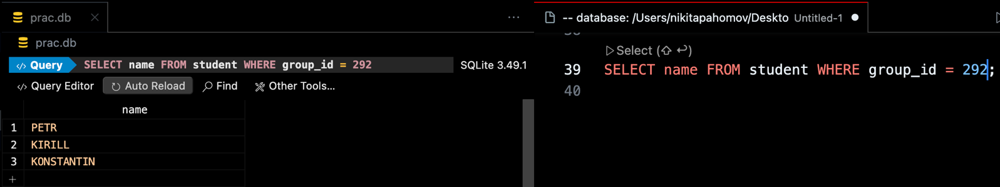 prac.db
prac.db
Query SELECT name FROM student WHERE group_id = 292 SQLite 3.49.1
Query Editor Auto Reload Find Other Tools...
name
1 PETR
2 KIRILL
3 KONSTANTIN
+
-- database: /Users/nikitapahomov/Deskto Untitled-1
Select (⇧ ↩)
39 SELECT name FROM student WHERE group_id = 292;
40